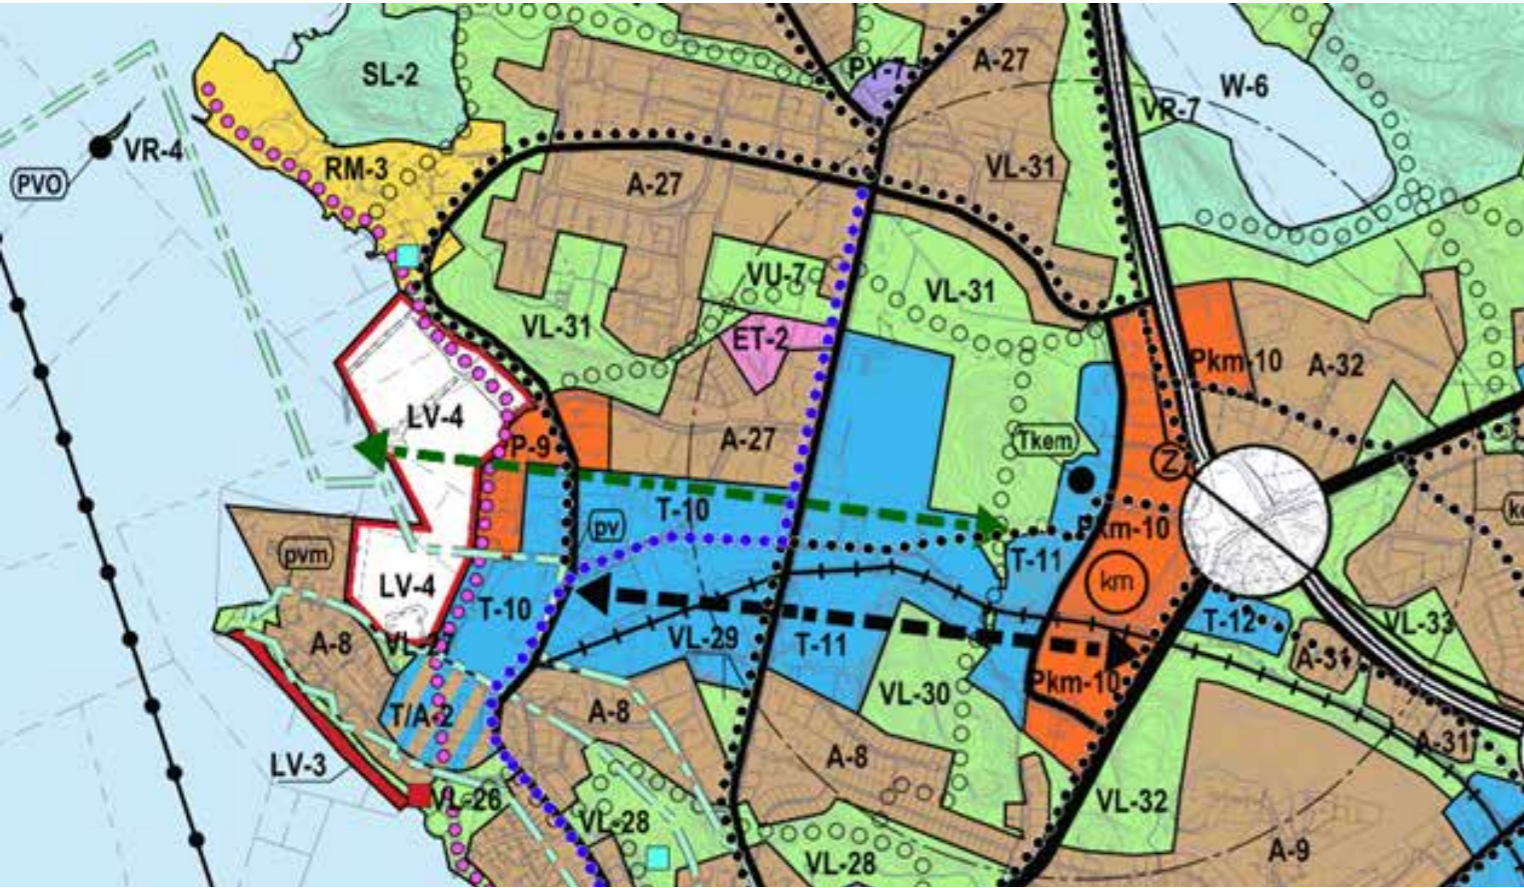 SL-2
PY-7
A-27
W-6
VR-7
VR-4
PVO
RM-3
A-27
VL-31
VU-7
VL-31
VL-31
ET-2
Pkm-10
A-32
LV-4
P-9
A-27
Tkem
Z
pv
T-10
Pkm-10
pvm
T-11
LV-4
km
T-10
A-8
VL-29
T-11
T-12
VL-33
A-31
Pkm-10
VL-30
T/A-2
A-8
A-31
LV-3
A-8
VL-26
VL-28
VL-32
VL-28
A-9